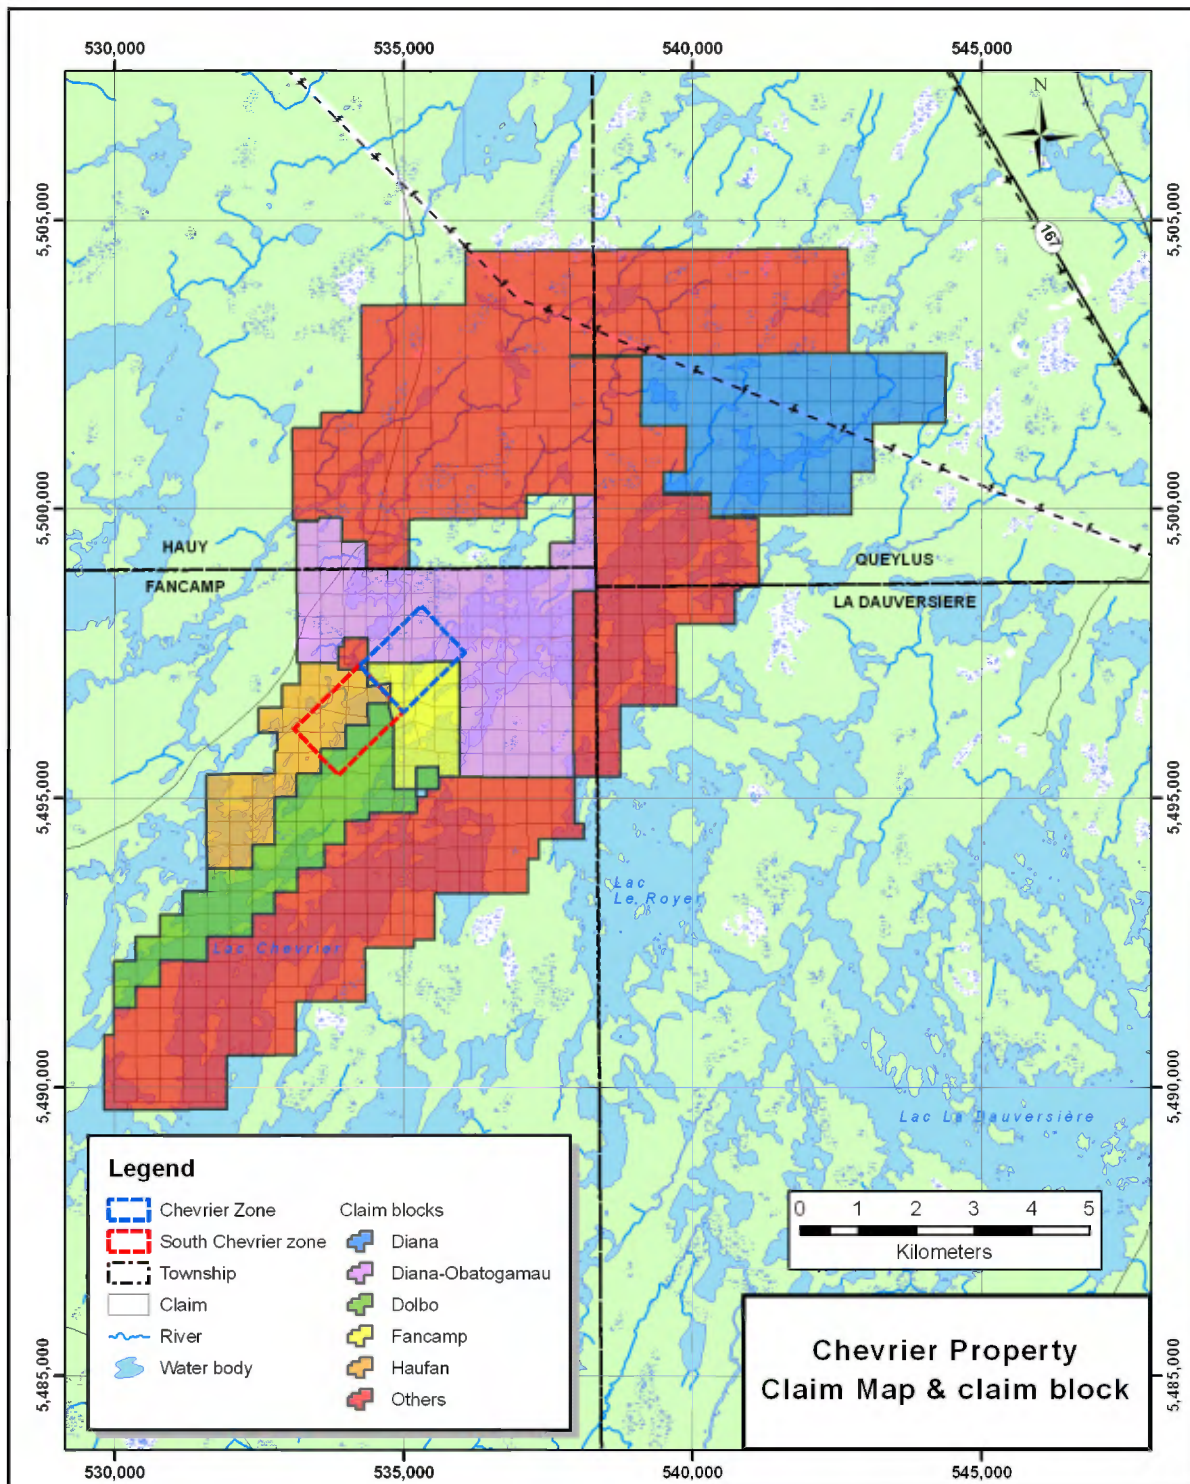 530,000 535,000 540,000 545,000
N
5,505,000 5,505,000
167
5,500,000 5,500,000
HAUY QUEYLUS
FANCAMP LA DAUVERSIERE
5,495,000 5,495,000
Lac
Le Royer
Lac Chevrier
5,490,000 5,490,000
Lac La Dauversière
Legend
Chevrier Zone
South Chevrier zone
Township
Claim
River
Water body
Claim blocks
Diana
Diana-Obatogamau
Dolbo
Fancamp
Haufan
Others
0 1 2 3 4 5
Kilometers
5,485,000 5,485,000
Chevrier Property
Claim Map & claim block
530,000 535,000 540,000 545,000